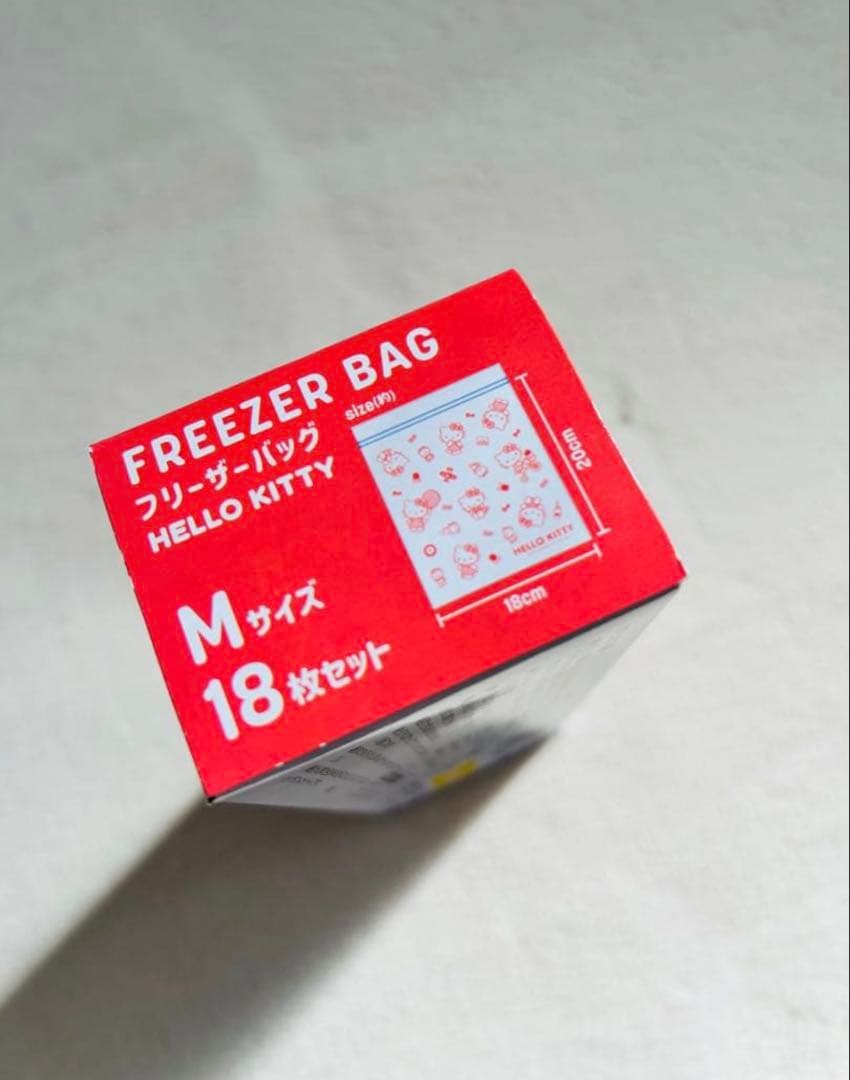 FREEZER BAG
フリーザーバッグ
HELLO KITTY
size(約)
20cm
HELLO KITTY
18cm
Mサイズ
18枚セット